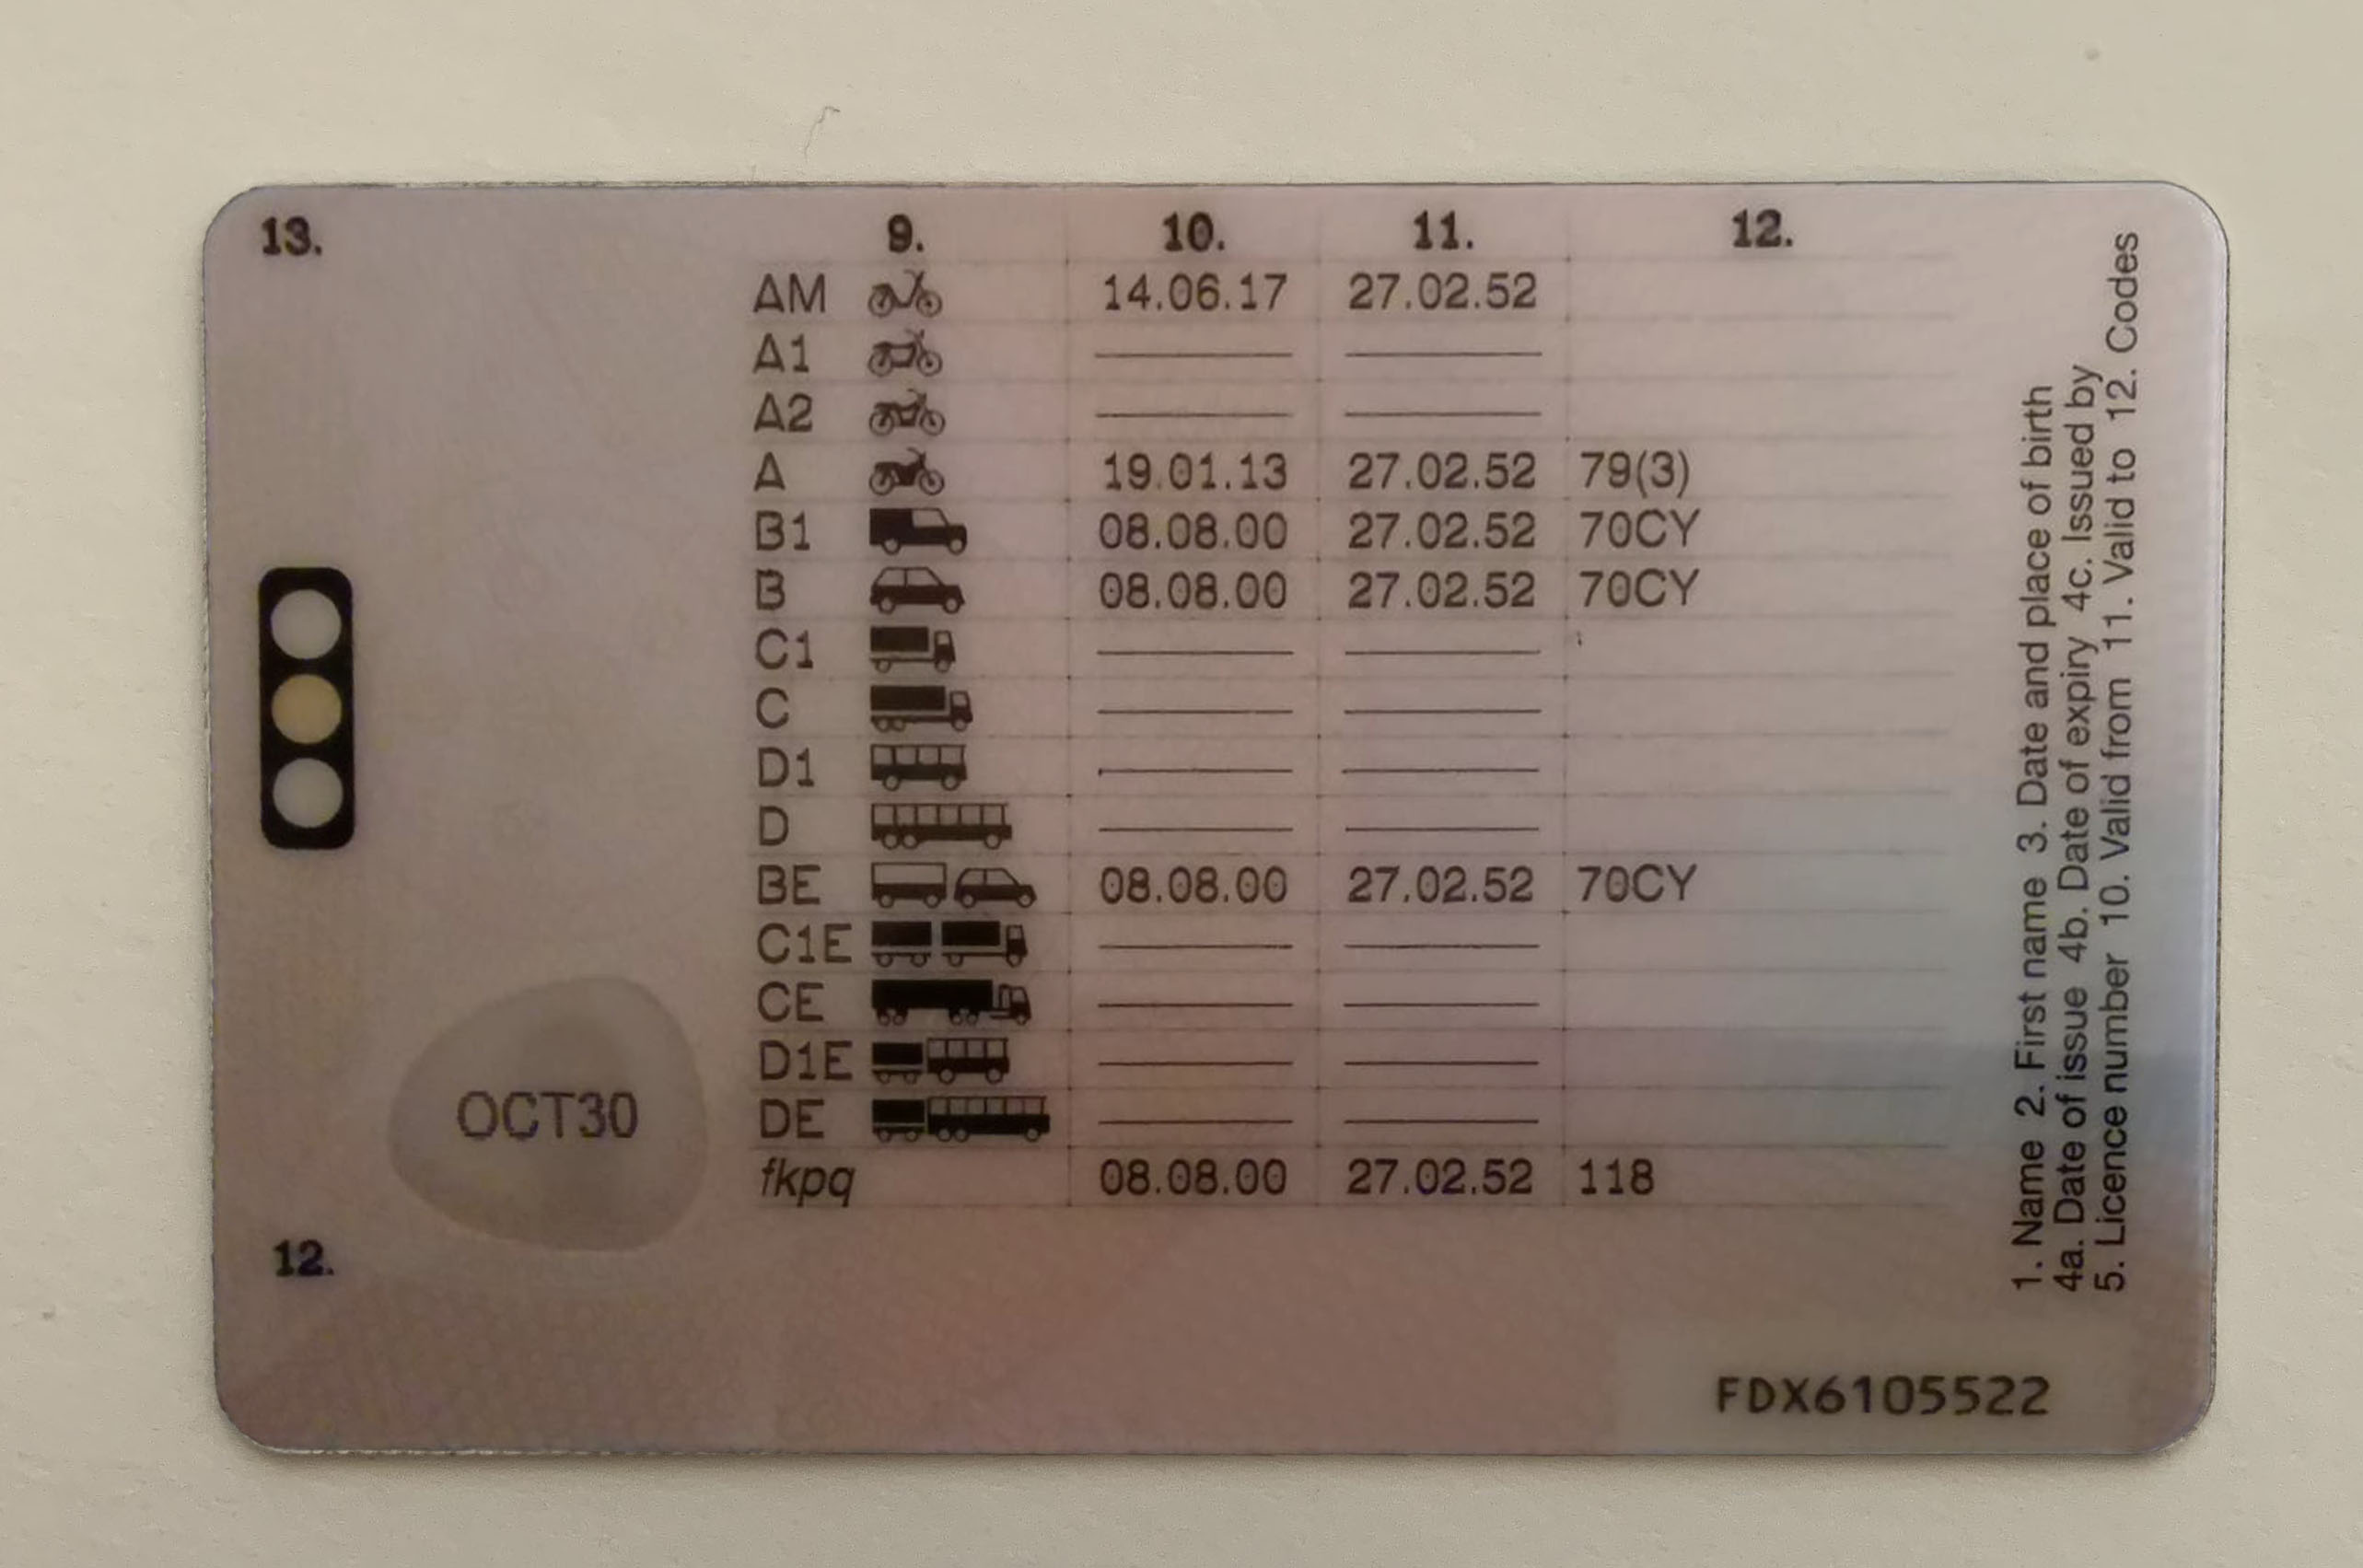 13.
9. 10. 11. 12.
AM 14.06.17 27.02.52
A1
A2
A 19.01.13 27.02.52 79(3)
B1 08.08.00 27.02.52 70CY
B 08.08.00 27.02.52 70CY
C1
C
D1
D
BE 08.08.00 27.02.52 70CY
C1E
CE
D1E
DE
fkpq 08.08.00 27.02.52 118
OCT30
12.
1. Name 2. First name 3. Date and place of birth
4a. Date of issue 4b. Date of expiry 4c. Issued by
5. Licence number 10. Valid from 11. Valid to 12. Codes
FDX6105522